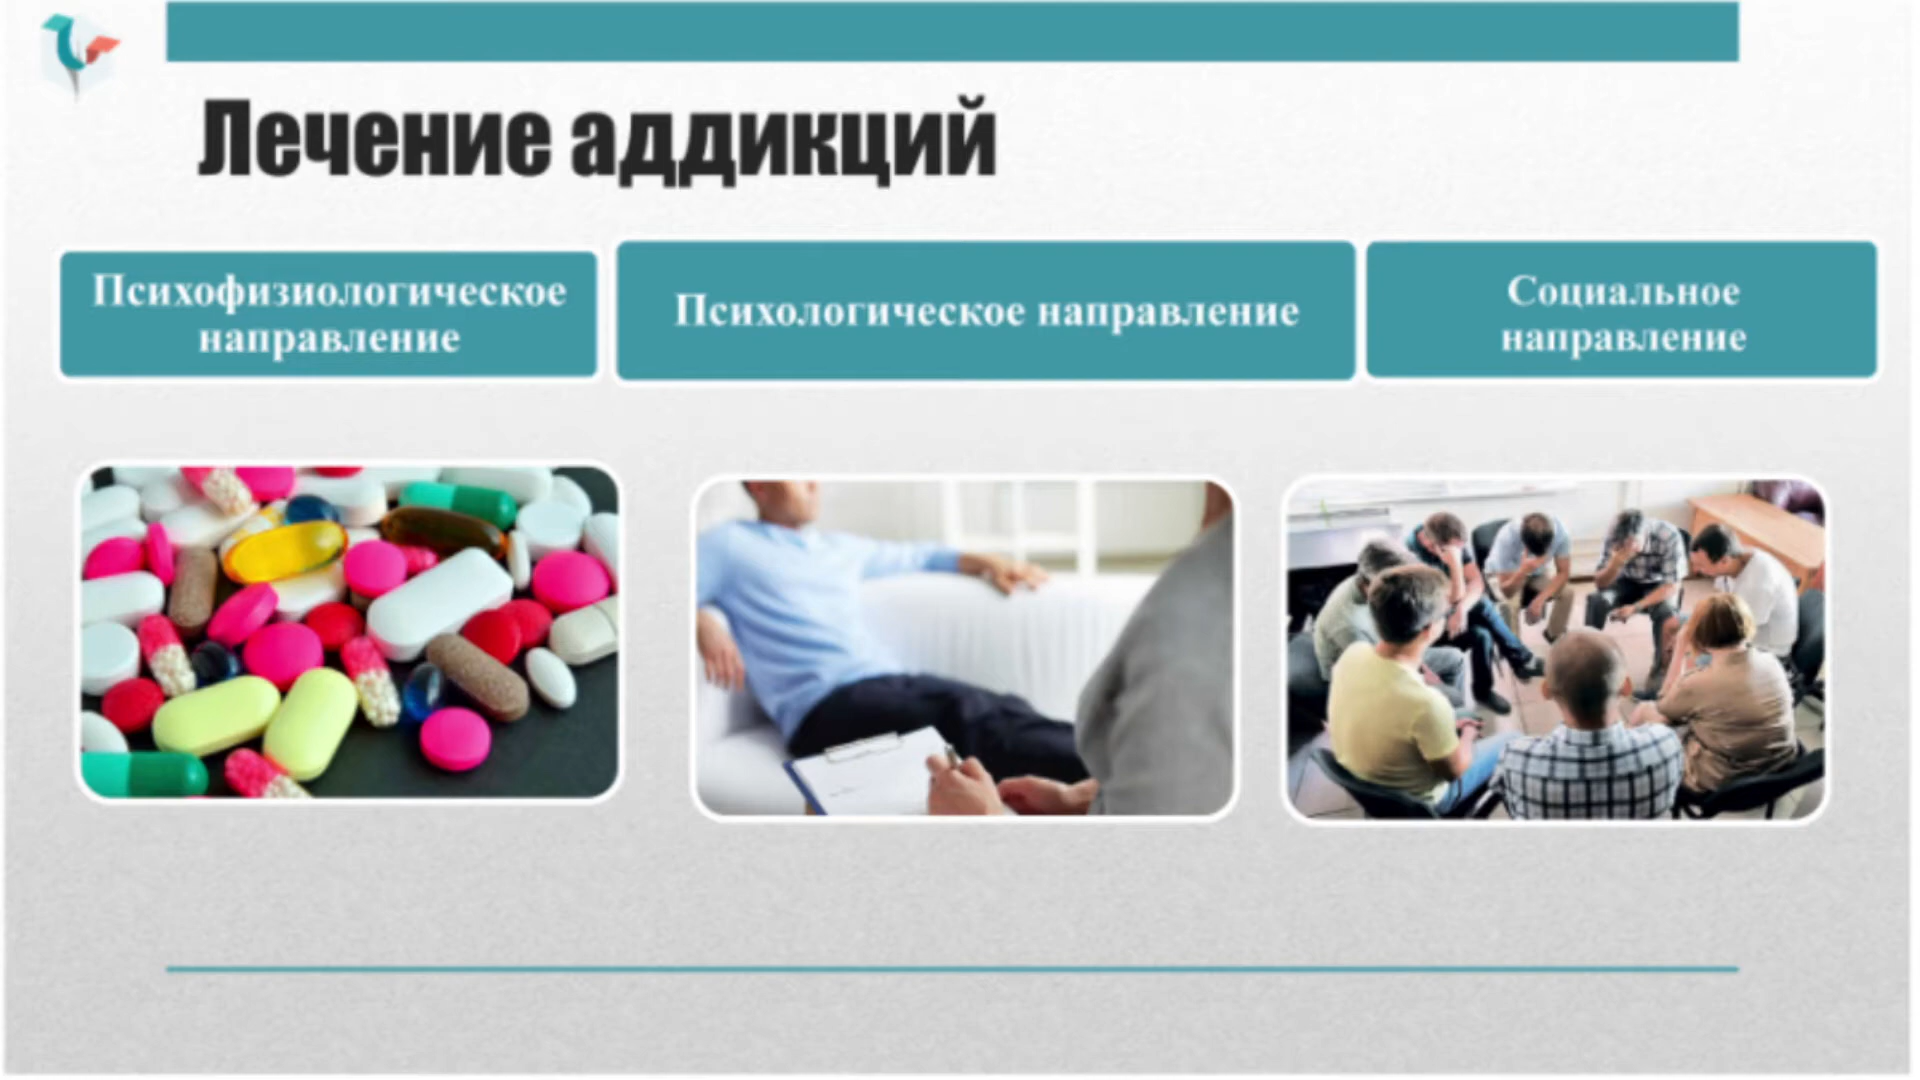 Лечение аддикций
Психофизиологическое
направление
Психологическое направление
Социальное
направление